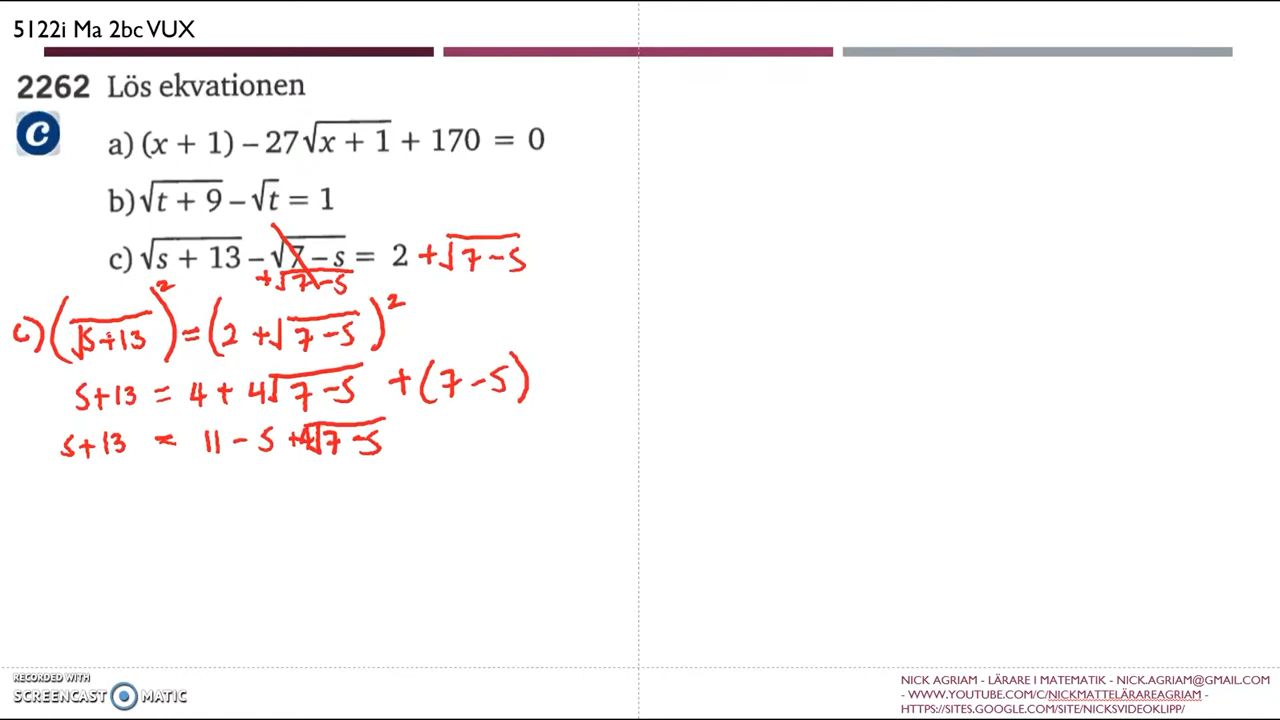 5122i Ma 2bc VUX
2262 Lös ekvationen
C
a) (x + 1) – 27√(x + 1) + 170 = 0
b) √(t + 9) – √t = 1
c) √(s + 13) – √(7 – s) = 2 + √(7 – s)
+ √(7 – s)
c) (√(s + 13))² = (2 + √(7 – s))²
s + 13 = 4 + 4√(7 – s) + (7 – s)
s + 13 = 11 – s + 4√(7 – s)
RECORDED WITH
SCREENCAST MATIC
NICK AGRIAM - LÄRARE I MATEMATIK - NICK.AGRIAM@GMAIL.COM
- WWW.YOUTUBE.COM/C/NICKMATTELÄRAREAGRIAM -
HTTPS://SITES.GOOGLE.COM/SITE/NICKSVIDEOKLIPP/